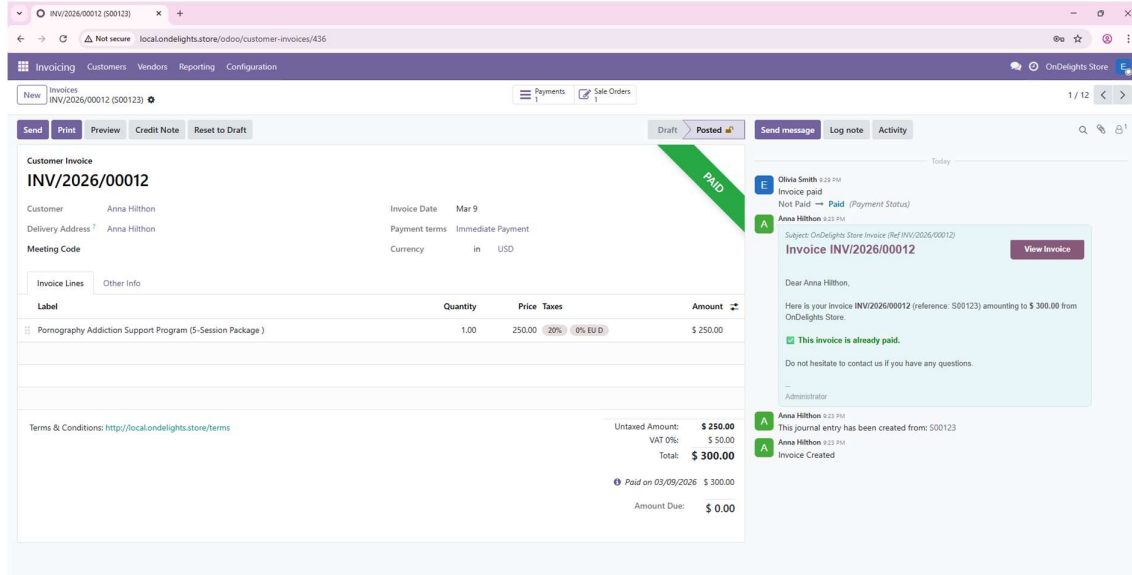 INV/2026/00012 (S00123)
Not secure local.ondelights.store/odoo/customer-invoices/436
Invoicing Customers Vendors Reporting Configuration
OnDelights Store E
New
Invoices
INV/2026/00012 (S00123)
Payments
1
Sale Orders
1
1 / 12
Send Print Preview Credit Note Reset to Draft
Draft Posted
Send message Log note Activity
1
Customer Invoice
INV/2026/00012
PAID
Customer Anna Hilthon
Delivery Address ? Anna Hilthon
Meeting Code
Invoice Date Mar 9
Payment terms Immediate Payment
Currency in USD
Invoice Lines Other Info
Label Quantity Price Taxes Amount
Pornography Addiction Support Program (5-Session Package ) 1.00 250.00 20% 0% EU D $ 250.00
Terms & Conditions: http://local.ondelights.store/terms
Untaxed Amount: $ 250.00
VAT 0%: $ 50.00
Total: $ 300.00
Paid on 03/09/2026 $ 300.00
Amount Due: $ 0.00
Today
E
Olivia Smith 9:29 PM
Invoice paid
Not Paid → Paid (Payment Status)
A
Anna Hilthon 9:23 PM
Subject: OnDelights Store Invoice (Ref INV/2026/00012)
Invoice INV/2026/00012
View Invoice
Dear Anna Hilthon,
Here is your invoice INV/2026/00012 (reference: S00123) amounting to $ 300.00 from
OnDelights Store.
This invoice is already paid.
Do not hesitate to contact us if you have any questions.
--
Administrator
A
Anna Hilthon 9:23 PM
This journal entry has been created from: S00123
A
Anna Hilthon 9:23 PM
Invoice Created